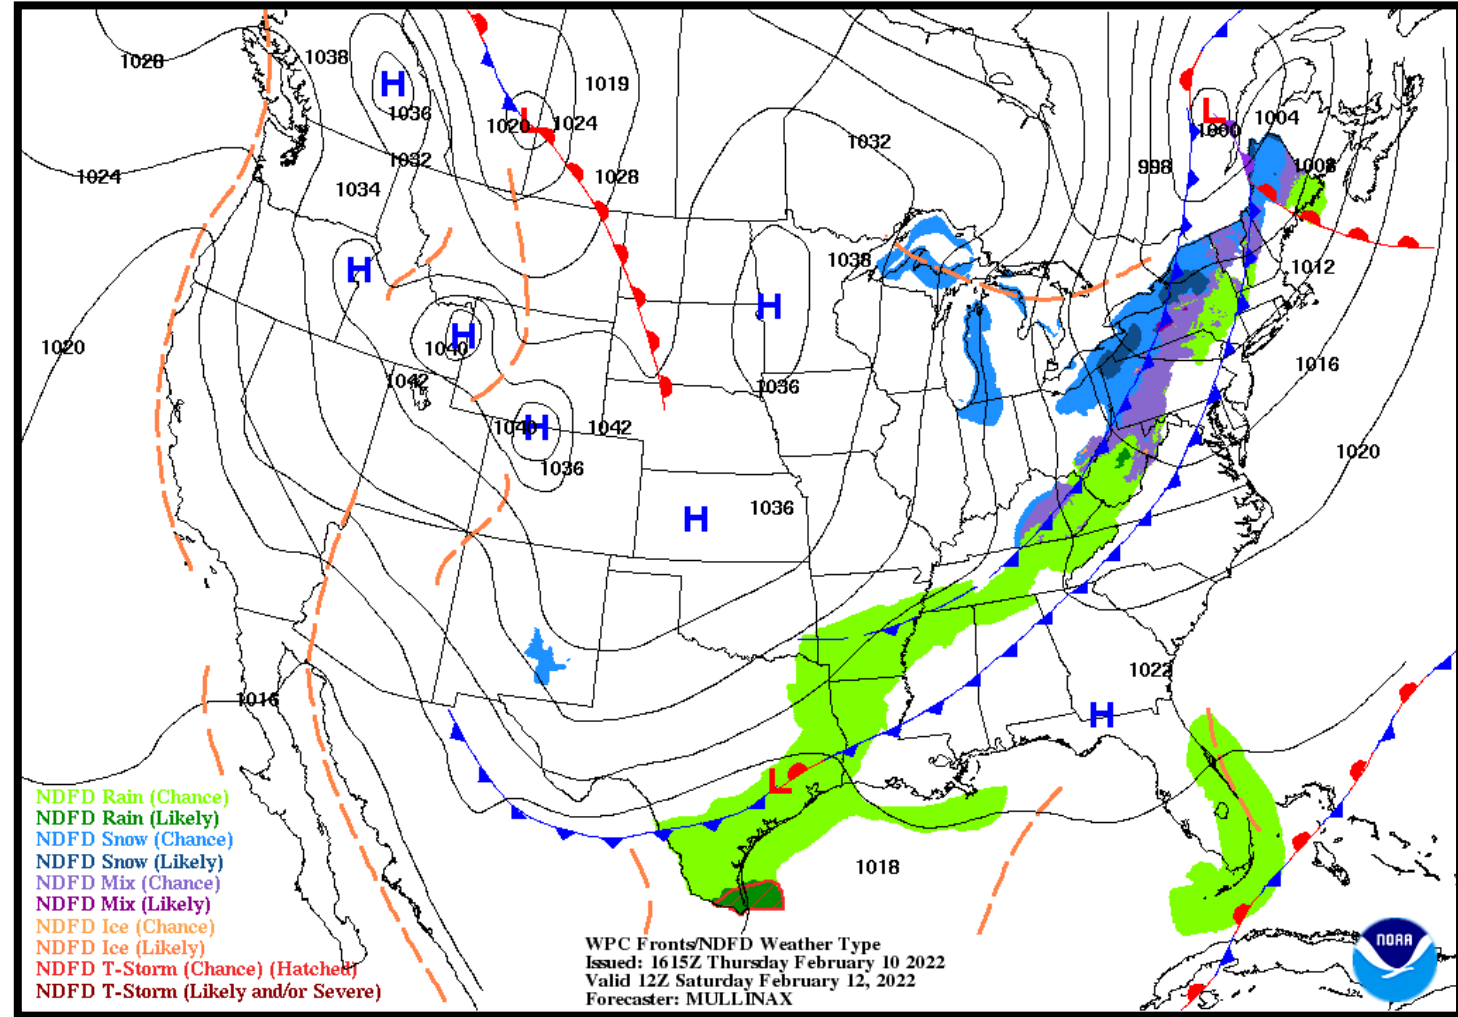 1028
1038
H
1036
1019
1020
L
1024
1032
L
1000
1004
1008
998
1032
1024
1034
1028
H
1038
H
1012
H
1040
1020
1042
1036
1016
1040
H
1042
1036
1020
H
1036
1022
H
1016
L
1018
NDFD Rain (Chance)
NDFD Rain (Likely)
NDFD Snow (Chance)
NDFD Snow (Likely)
NDFD Mix (Chance)
NDFD Mix (Likely)
NDFD Ice (Chance)
NDFD Ice (Likely)
NDFD T-Storm (Chance) (Hatched)
NDFD T-Storm (Likely and/or Severe)
WPC Fronts/NDFD Weather Type
Issued: 1615Z Thursday February 10 2022
Valid 12Z Saturday February 12, 2022
Forecaster: MULLINAX
NOAA